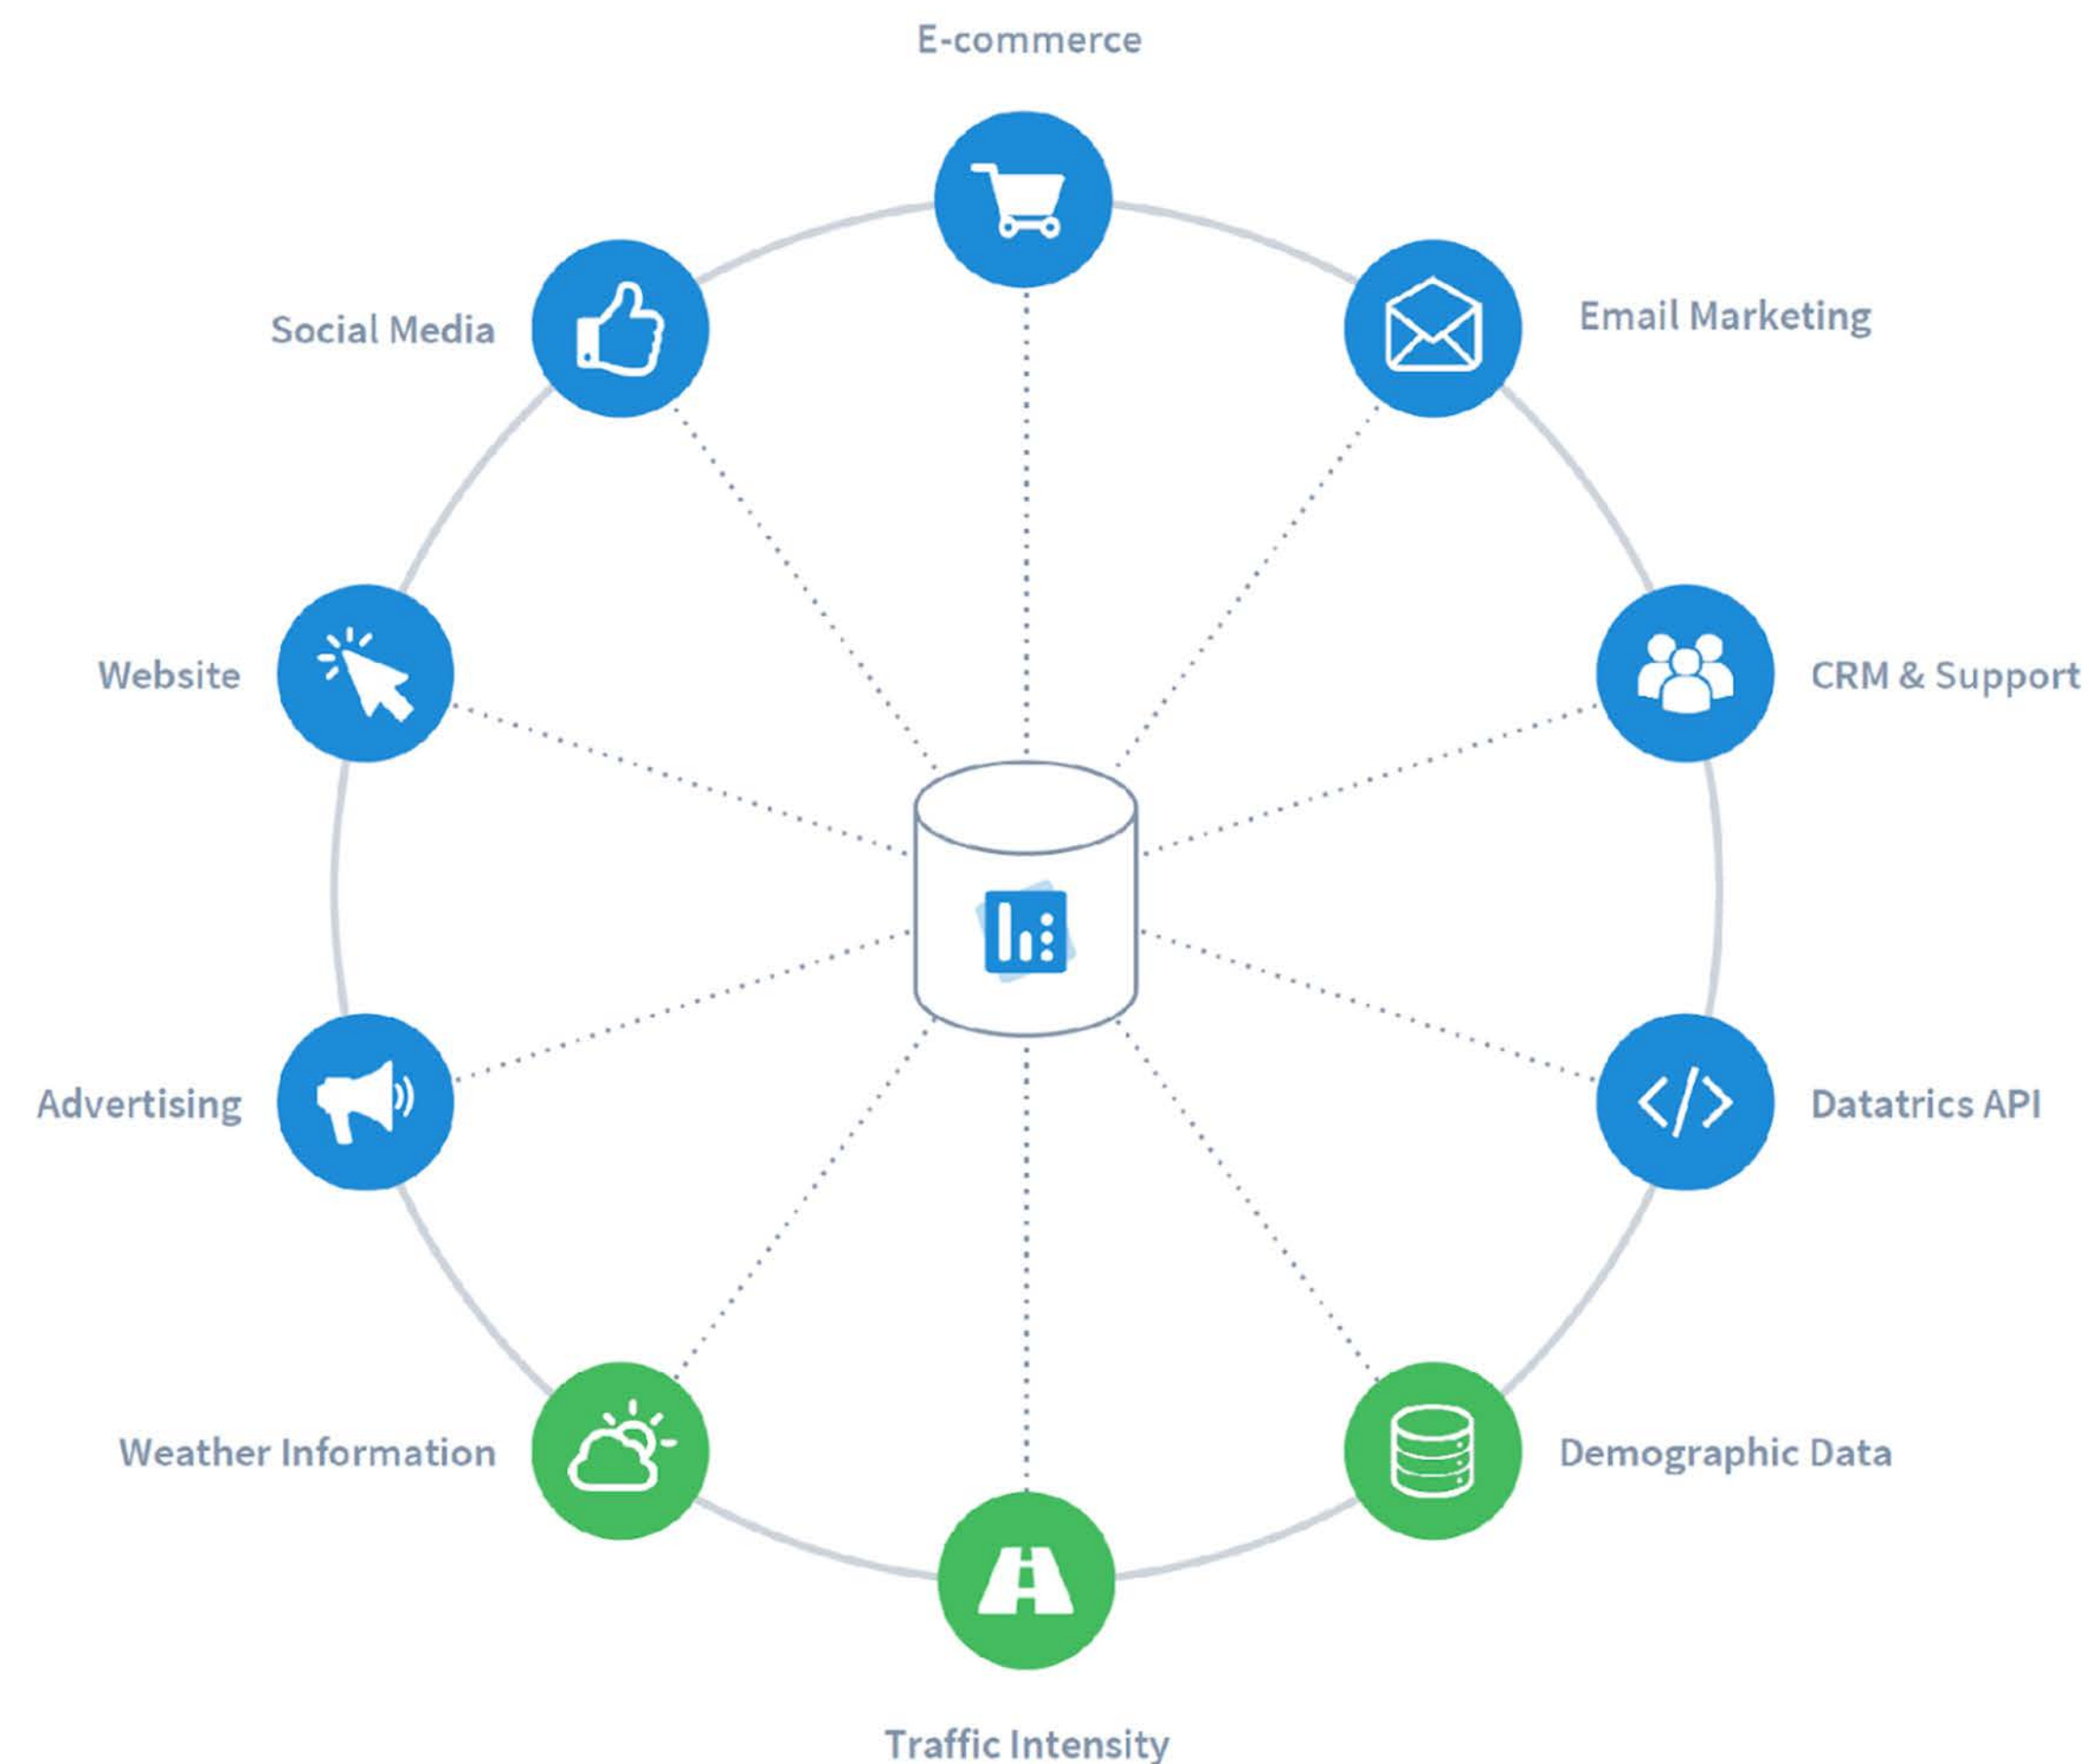 E-commerce
Social Media
Email Marketing
Website
CRM & Support
Advertising
Datatrics API
Weather Information
Demographic Data
Traffic Intensity